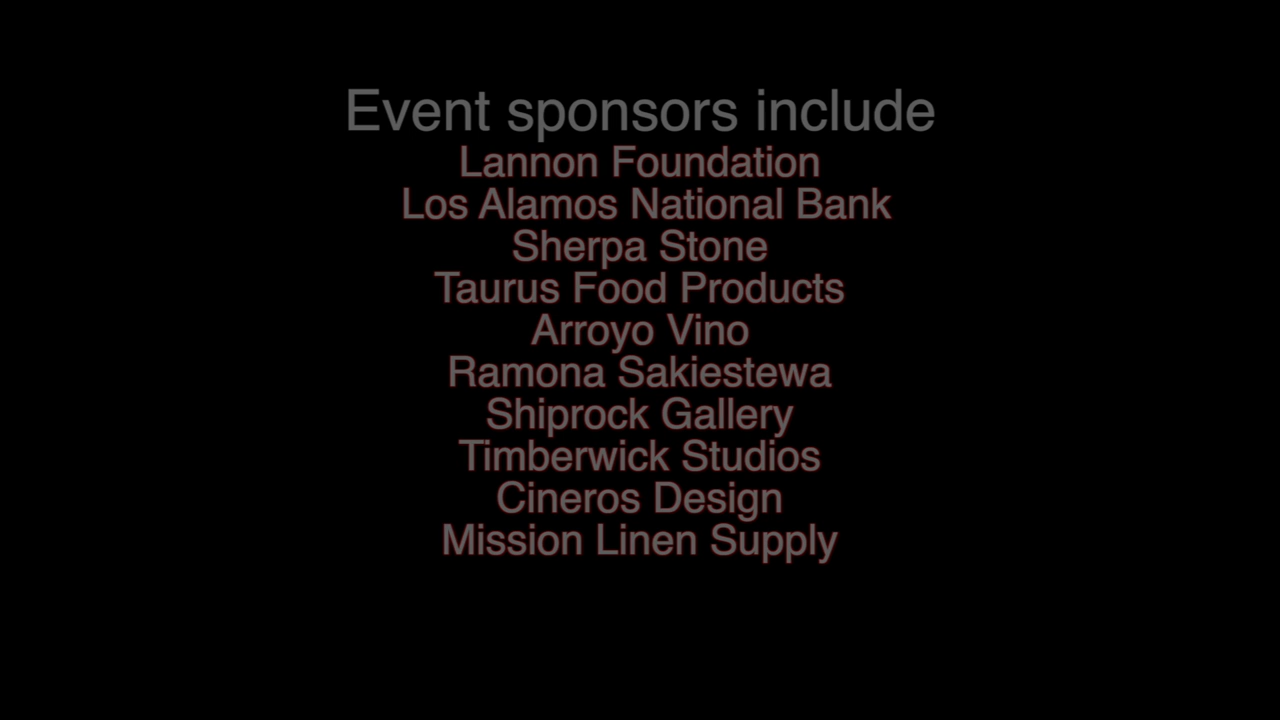 Event sponsors include
Lannon Foundation
Los Alamos National Bank
Sherpa Stone
Taurus Food Products
Arroyo Vino
Ramona Sakiestewa
Shiprock Gallery
Timberwick Studios
Cineros Design
Mission Linen Supply